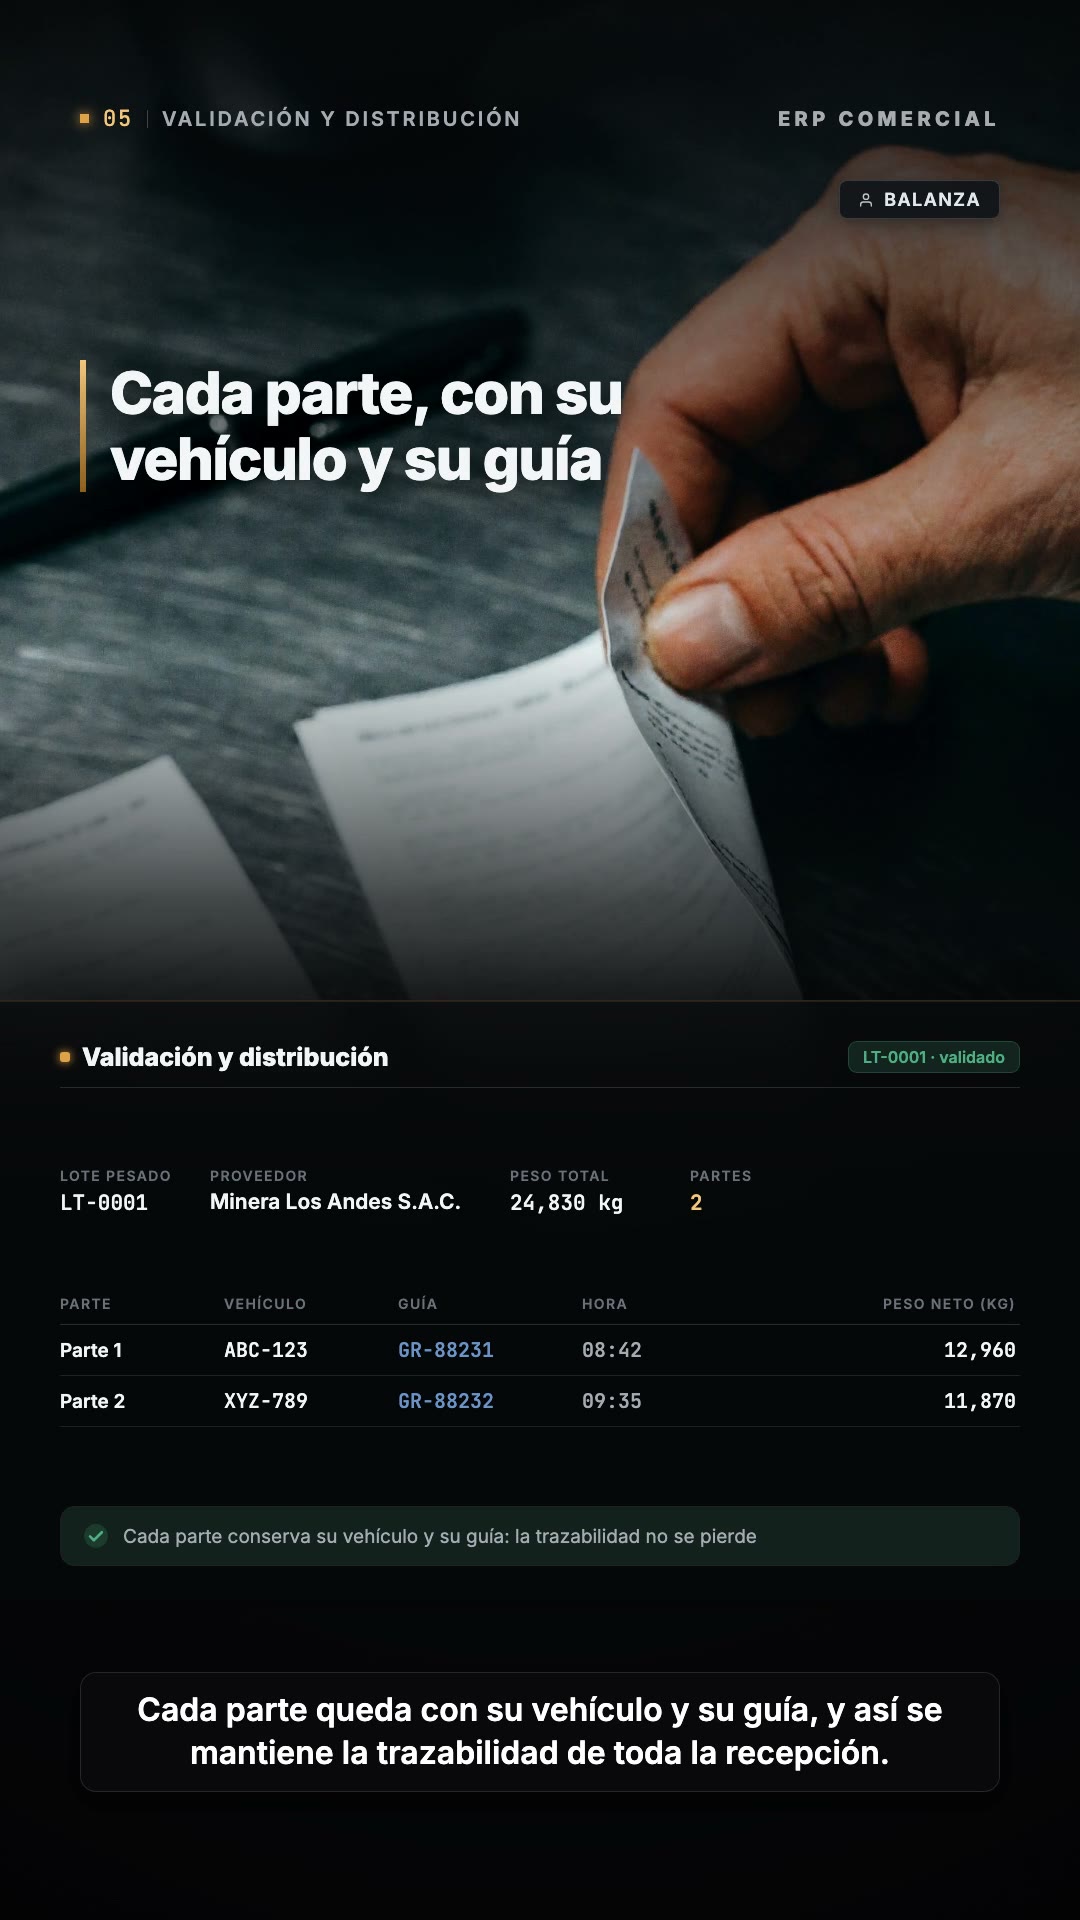 05 | VALIDACIÓN Y DISTRIBUCIÓN
ERP COMERCIAL
BALANZA
Cada parte, con su
vehículo y su guía
Validación y distribución
LT-0001 · validado
LOTE PESADO PROVEEDOR PESO TOTAL PARTES
LT-0001 Minera Los Andes S.A.C. 24,830 kg 2
PARTE VEHÍCULO GUÍA HORA PESO NETO (KG)
Parte 1 ABC-123 GR-88231 08:42 12,960
Parte 2 XYZ-789 GR-88232 09:35 11,870
Cada parte conserva su vehículo y su guía: la trazabilidad no se pierde
Cada parte queda con su vehículo y su guía, y así se
mantiene la trazabilidad de toda la recepción.